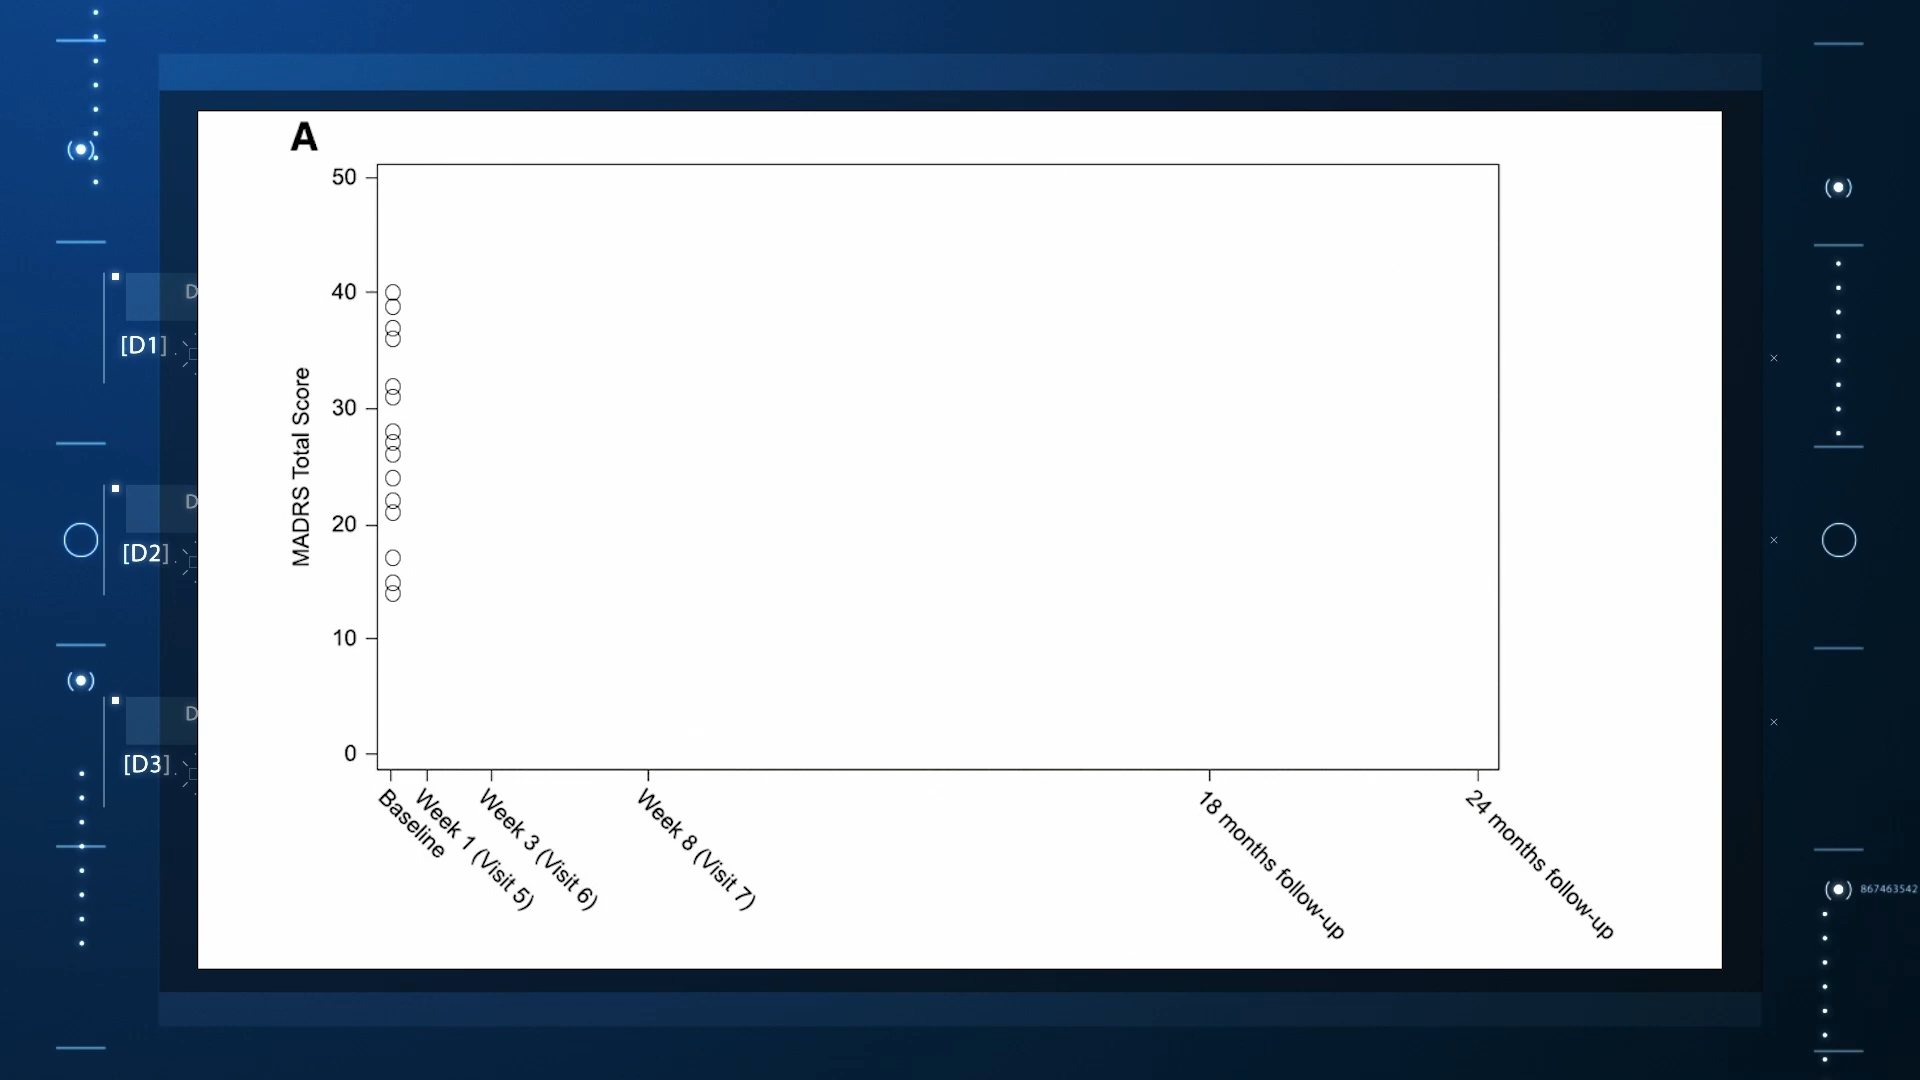 A
50
40
30
20
10
0
MADRS Total Score
Baseline
Week 1 (Visit 5)
Week 3 (Visit 6)
Week 8 (Visit 7)
18 months follow-up
24 months follow-up
D
[D1]
D
[D2]
D
[D3]
867463542